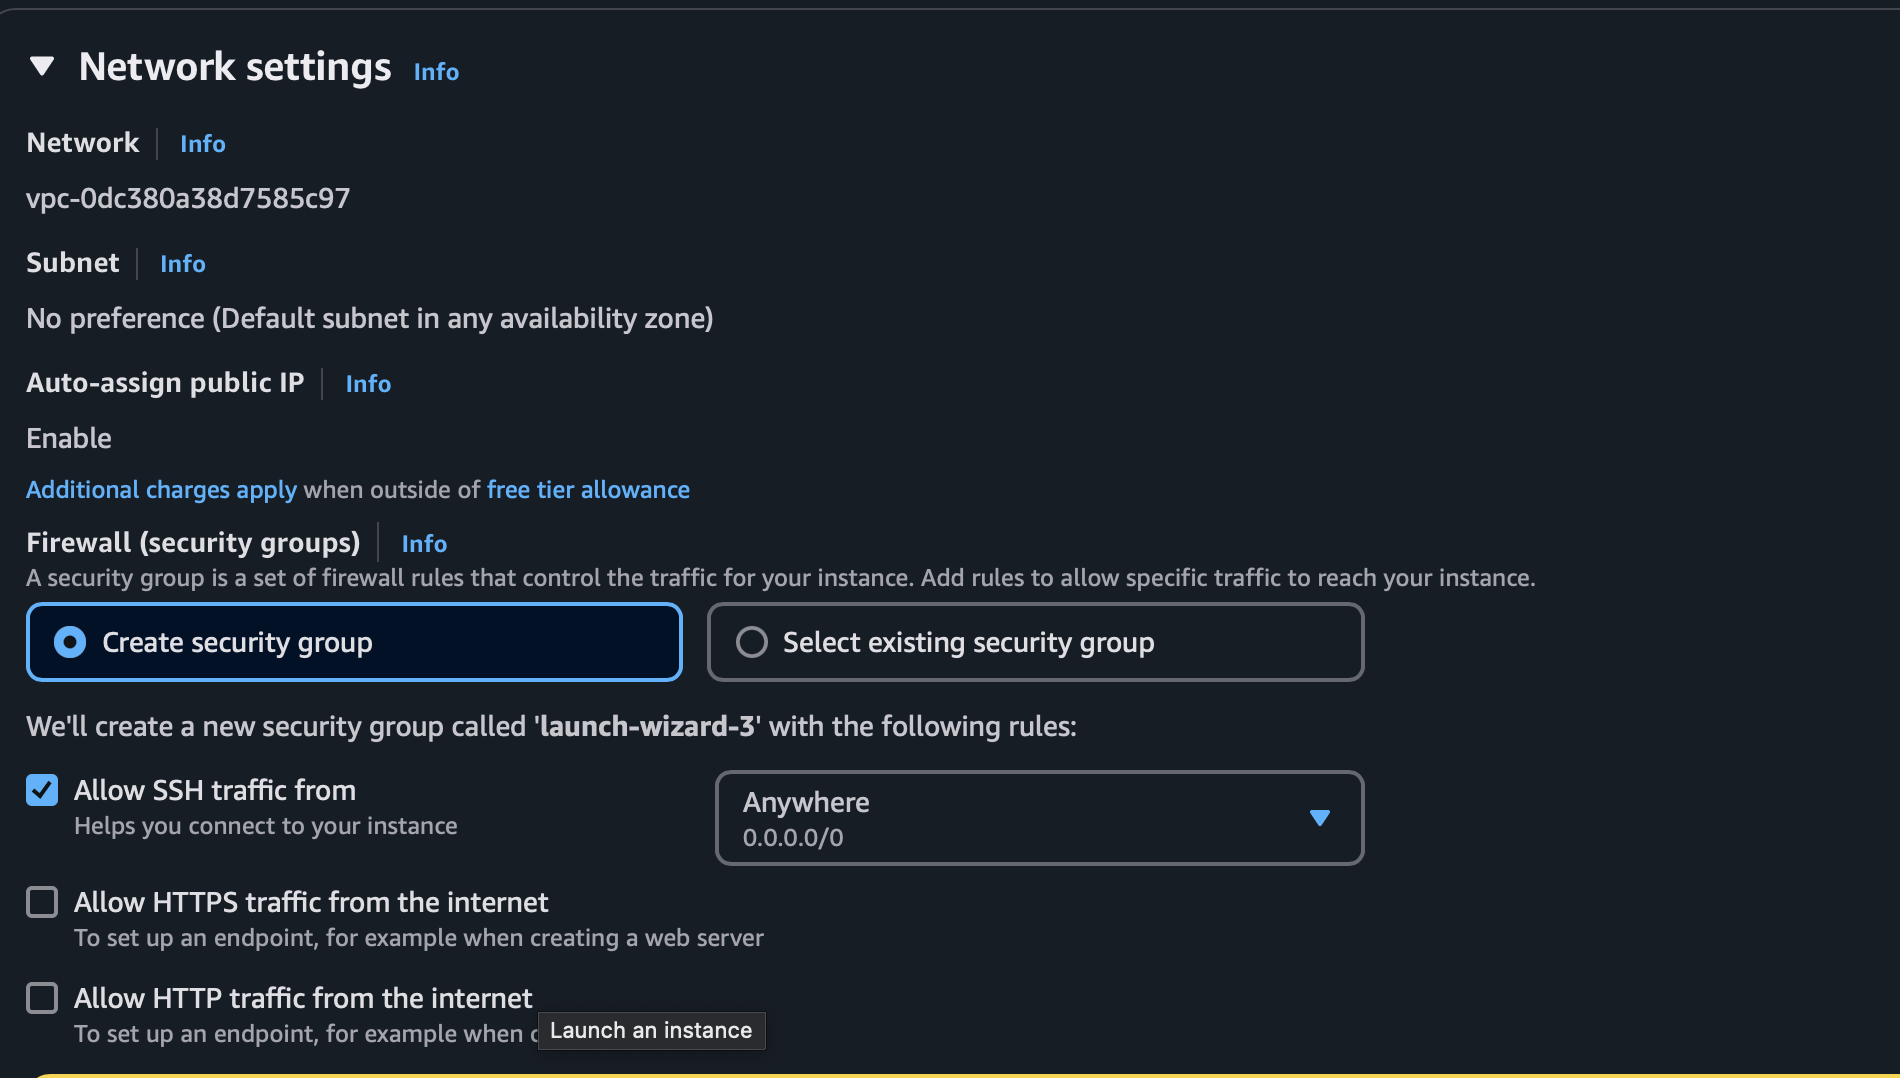 Network settings Info
Network Info
vpc-0dc380a38d7585c97
Subnet Info
No preference (Default subnet in any availability zone)
Auto-assign public IP Info
Enable
Additional charges apply when outside of free tier allowance
Firewall (security groups) Info
A security group is a set of firewall rules that control the traffic for your instance. Add rules to allow specific traffic to reach your instance.
Create security group
Select existing security group
We'll create a new security group called 'launch-wizard-3' with the following rules:
Allow SSH traffic from
Helps you connect to your instance
Anywhere
0.0.0.0/0
Allow HTTPS traffic from the internet
To set up an endpoint, for example when creating a web server
Allow HTTP traffic from the internet
To set up an endpoint, for example when
Launch an instance